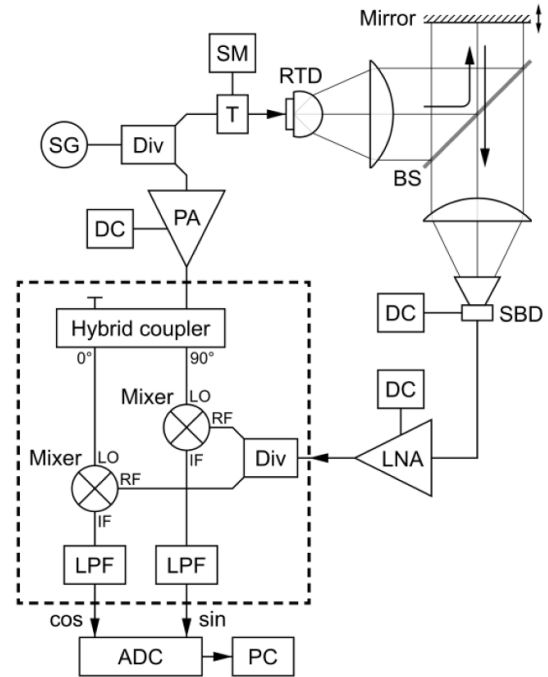 Mirror
SM
RTD
T
SG
Div
BS
PA
DC
Hybrid coupler
0°
90°
DC
SBD
DC
Mixer
LO
RF
IF
Div
LNA
Mixer
LO
RF
IF
LPF
LPF
cos
sin
ADC
PC